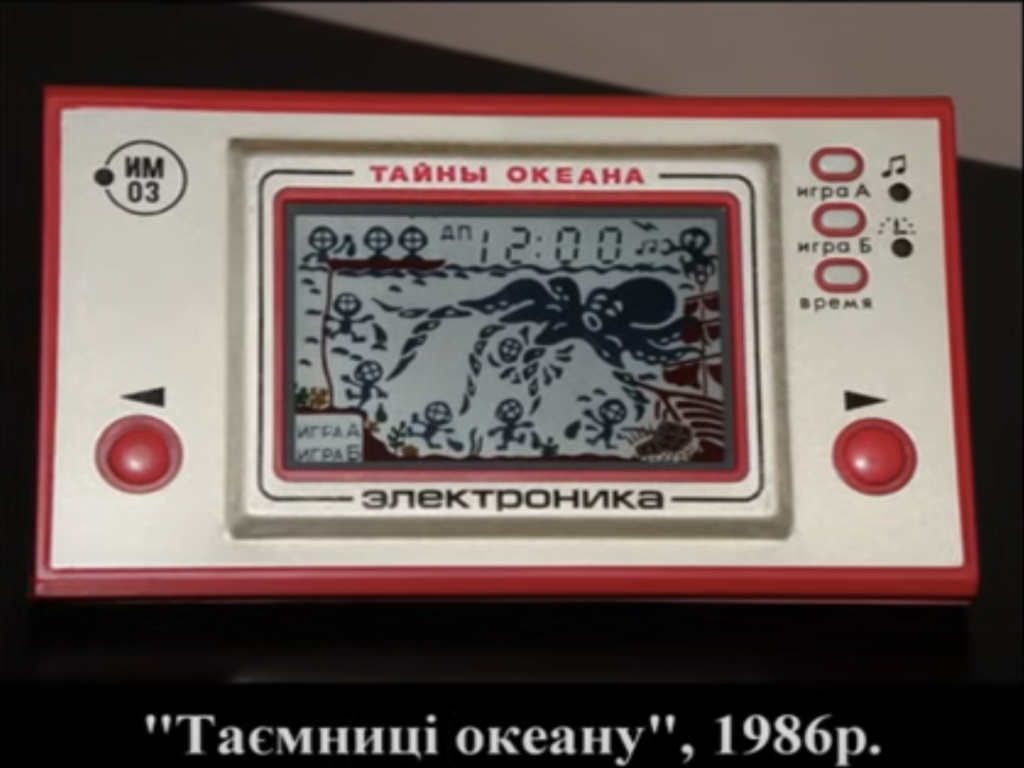 ТАЙНЫ ОКЕАНА
ИМ
03
игра А
игра Б
время
ДП 12:00
ИГРА А
ИГРА Б
электроника
"Таємниці океану", 1986р.